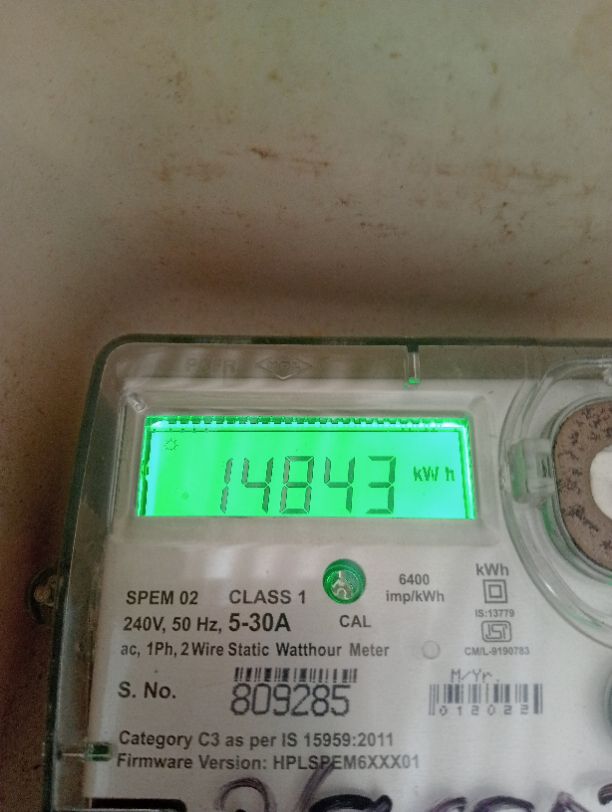 14843 kWh
SPEM 02 CLASS 1 6400 imp/kWh kWh
240V, 50 Hz, 5-30A CAL IS:13779
ac, 1Ph, 2 Wire Static Watthour Meter CM/L-9190783
M/Yr.
S. No. 809285 012022
Category C3 as per IS 15959:2011
Firmware Version: HPLSPEM6XXX01